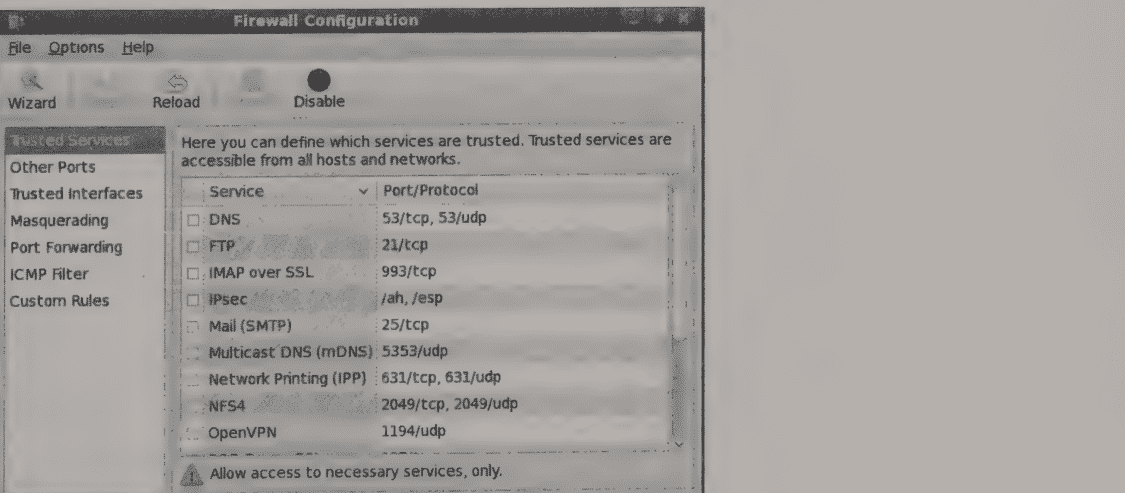 Firewall Configuration
File Options Help
Wizard Reload Disable
Trusted Services
Other Ports
Trusted Interfaces
Masquerading
Port Forwarding
ICMP Filter
Custom Rules
Here you can define which services are trusted. Trusted services are
accessible from all hosts and networks.
Service Port/Protocol
DNS 53/tcp, 53/udp
FTP 21/tcp
IMAP over SSL 993/tcp
IPsec /ah, /esp
Mail (SMTP) 25/tcp
Multicast DNS (mDNS) 5353/udp
Network Printing (IPP) 631/tcp, 631/udp
NFS4 2049/tcp, 2049/udp
OpenVPN 1194/udp
Allow access to necessary services, only.